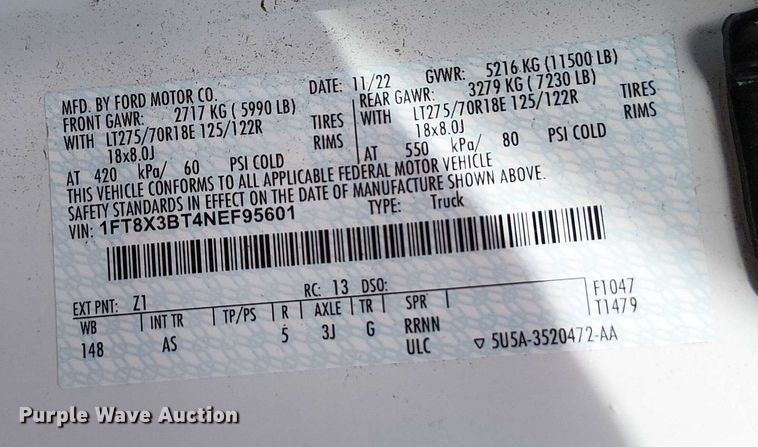 MFD. BY FORD MOTOR CO.
DATE: 11/22
GVWR: 5216 KG (11500 LB)
FRONT GAWR: 2717 KG (5990 LB)
REAR GAWR: 3279 KG (7230 LB)
WITH LT275/70R18E 125/122R TIRES
WITH LT275/70R18E 125/122R TIRES
18x8.0J RIMS
18x8.0J RIMS
AT 420 kPa/ 60 PSI COLD
AT 550 kPa/ 80 PSI COLD
THIS VEHICLE CONFORMS TO ALL APPLICABLE FEDERAL MOTOR VEHICLE
SAFETY STANDARDS IN EFFECT ON THE DATE OF MANUFACTURE SHOWN ABOVE.
VIN: 1FT8X3BT4NEF95601
TYPE: Truck
EXT PNT: Z1 RC: 13 DSO: F1047
WB INT TR TP/PS R AXLE TR SPR T1479
148 AS 5 3J G RRNN
ULC ▽ 5U5A-3520472-AA
Purple Wave Auction